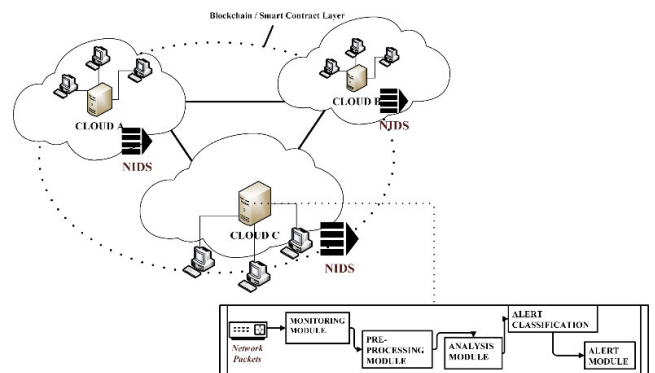 Blockchain / Smart Contract Layer
CLOUD A
NIDS
CLOUD B
NIDS
CLOUD C
NIDS
Network
Packets
MONITORING
MODULE
PRE-
PROCESSING
MODULE
ANALYSIS
MODULE
ALERT
CLASSIFICATION
ALERT
MODULE